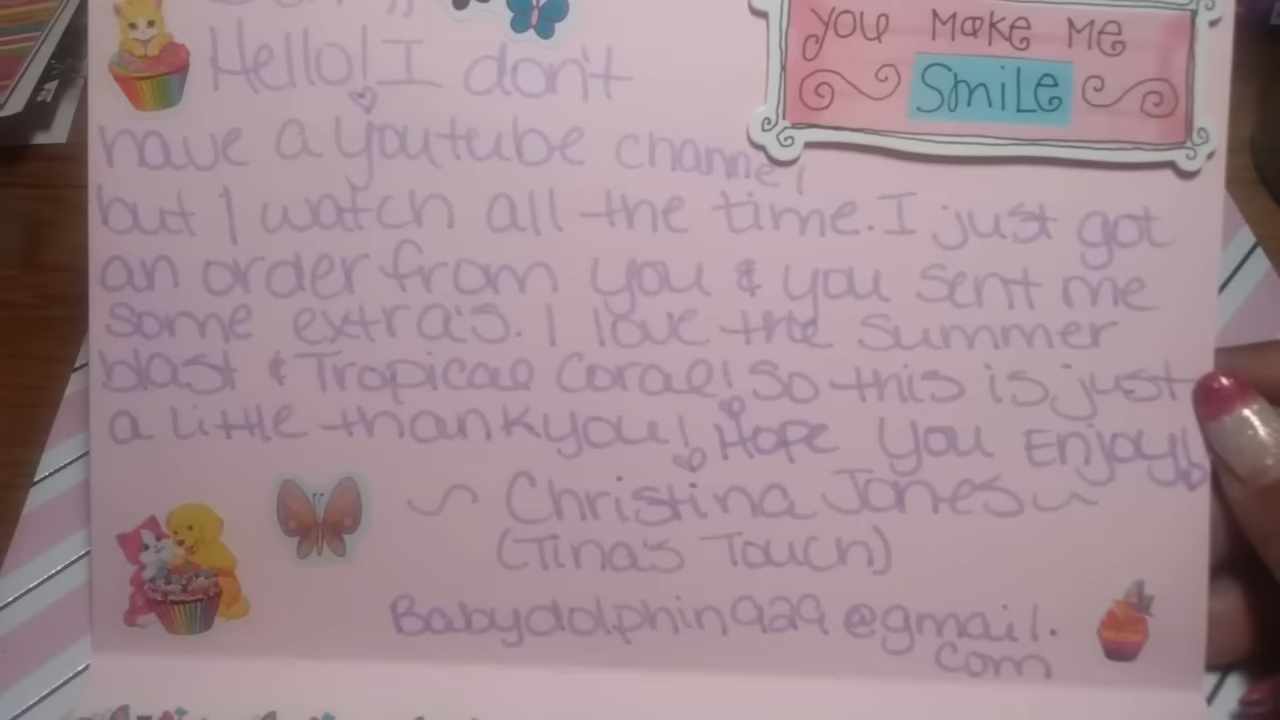 you make me
smile
Hello! I don't
have a youtube channel
but I watch all the time. I just got
an order from you & you sent me
some extra's. I love the summer
blast & Tropical Coral! So this is just
a little thankyou! Hope you Enjoy!
~ Christina Jones ~
(Tina's Touch)
Babydolphin929@gmail.
com